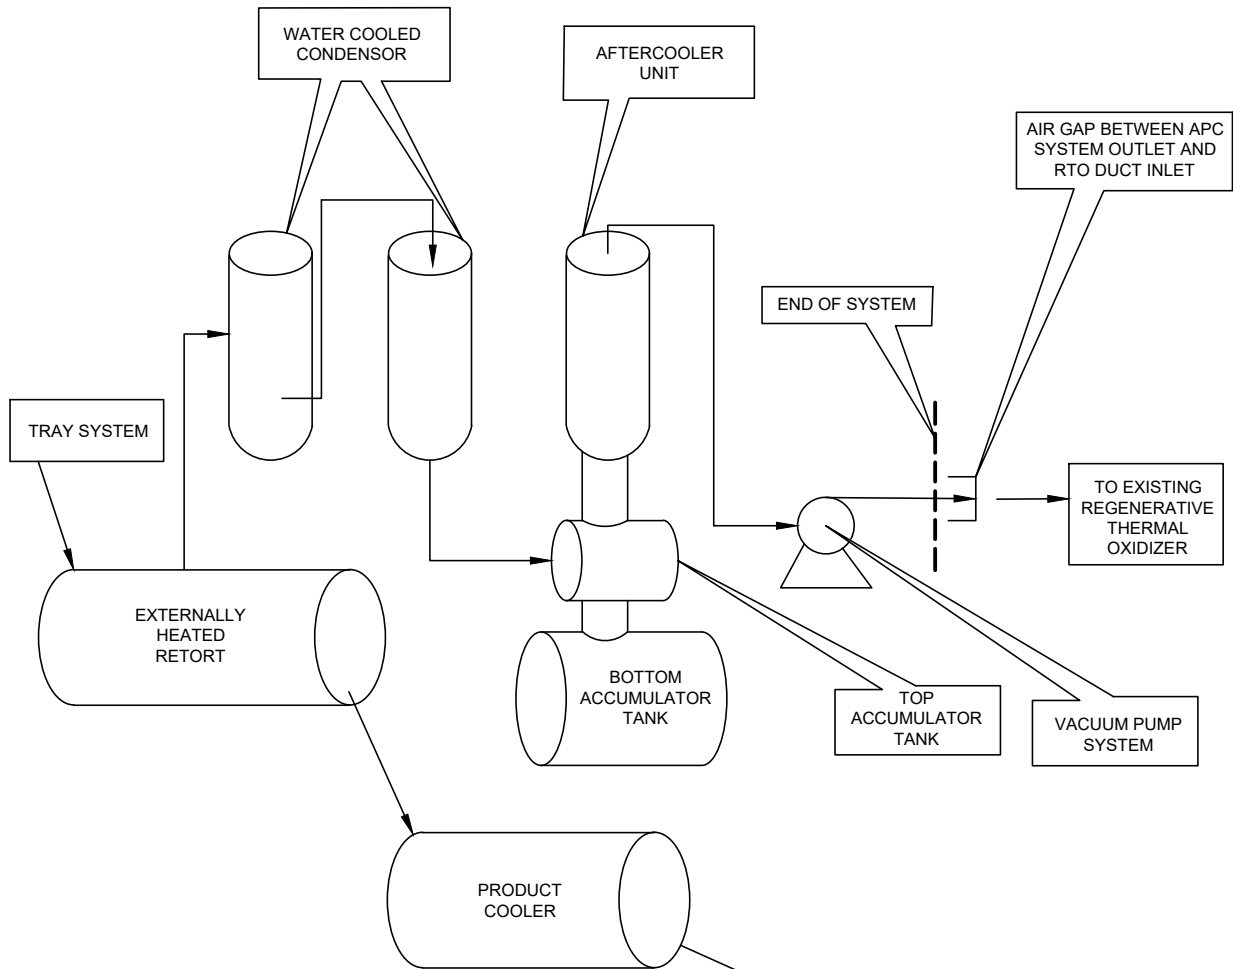 WATER COOLED
CONDENSOR
AFTERCOOLER
UNIT
AIR GAP BETWEEN APC
SYSTEM OUTLET AND
RTO DUCT INLET
END OF SYSTEM
TRAY SYSTEM
TO EXISTING
REGENERATIVE
THERMAL
OXIDIZER
EXTERNALLY
HEATED
RETORT
BOTTOM
ACCUMULATOR
TANK
TOP
ACCUMULATOR
TANK
VACUUM PUMP
SYSTEM
PRODUCT
COOLER